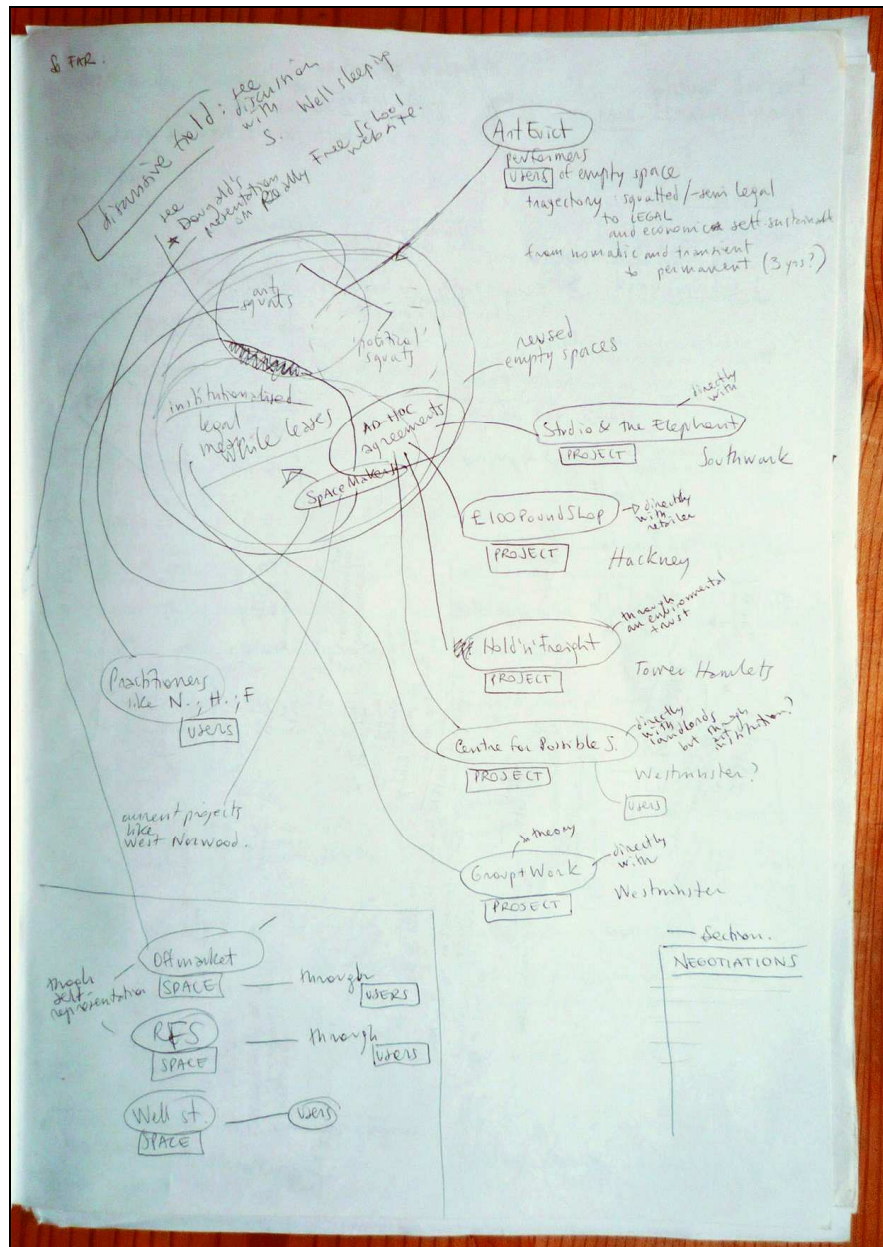 So FAR.
discursive field: see
discussion
with
S. Well sleeping
see
* Dougald's
presentation
on Really Free School
website.
Art Evict
performers
users of empty space
trajectory: squatted/-semi legal
to LEGAL
and economic self-sustainable
from nomatic and transient
to permanent (3 yrs?)
art
squats
'political'
squats
reused
empty spaces
institutionalised
legal
meanwhile leases
AD-HOC
agreements
SpaceMakers
directly
with
Studio & The Elephant
PROJECT
Southwark
£100PoundShop
directly
with
retailer
PROJECT
Hackney
through
an environmental
trust
Hold'n'Freight
PROJECT
Tower Hamlets
Practitioners
like N.; H.; F
users
Centre for Possible S.
directly
with
landlords
but through
institution?
PROJECT
Westminster?
users
current projects
like
West Norwood.
in theory
Group+Work
directly
with
PROJECT
Westminster
Section.
NEGOTIATIONS
Offmarket
SPACE
through
USERS
though
self-
representation
RFS
SPACE
through
users
Well st.
SPACE
users